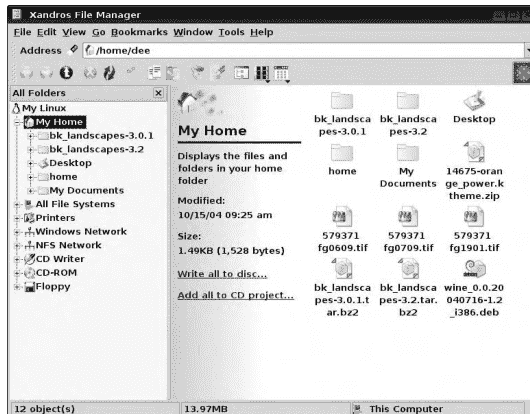 Xandros File Manager
File Edit View Go Bookmarks Window Tools Help
Address /home/dee
All Folders
My Linux
My Home
bk_landscapes-3.0.1
bk_landscapes-3.2
Desktop
home
My Documents
All File Systems
Printers
Windows Network
NFS Network
CD Writer
CD-ROM
Floppy
My Home
Displays the files and
folders in your home
folder
Modified:
10/15/04 09:25 am
Size:
1.49KB (1,528 bytes)
Write all to disc...
Add all to CD project...
bk_landsca
pes-3.0.1
bk_landsca
pes-3.2
Desktop
home
My
Documents
14675-oran
nge_power.k
theme.zip
579371
fg0609.tif
579371
fg0709.tif
579371
fg1901.tif
bk_landsca
pes-3.0.1.t
ar.bz2
bk_landsca
pes-3.2.tar.
bz2
wine_0.0.20
040716-1.2
_i386.deb
12 object(s)
13.97MB
This Computer